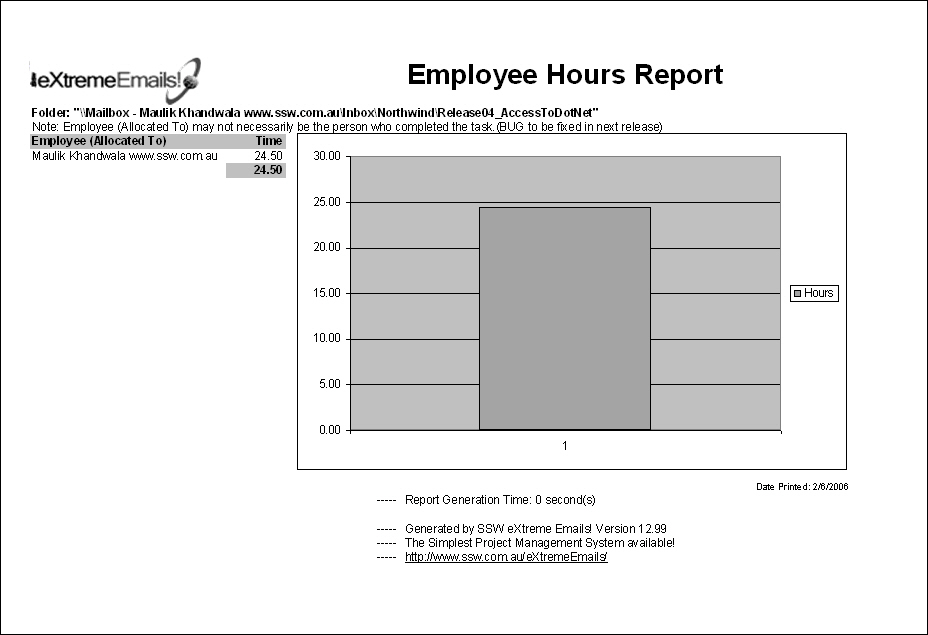 eXtremeEmails!
Employee Hours Report
Folder: "\\Mailbox - Maulik Khandwala www.ssw.com.au\Inbox\Northwind\Release04_AccessToDotNet"
Note: Employee (Allocated To) may not necessarily be the person who completed the task.(BUG to be fixed in next release)
Employee (Allocated To) Time
Maulik Khandwala www.ssw.com.au 24.50
24.50
30.00
25.00
20.00
15.00
10.00
5.00
0.00
1
Hours
Date Printed: 2/6/2006
----- Report Generation Time: 0 second(s)
----- Generated by SSW eXtreme Emails! Version 12.99
----- The Simplest Project Management System available!
----- http://www.ssw.com.au/eXtremeEmails/